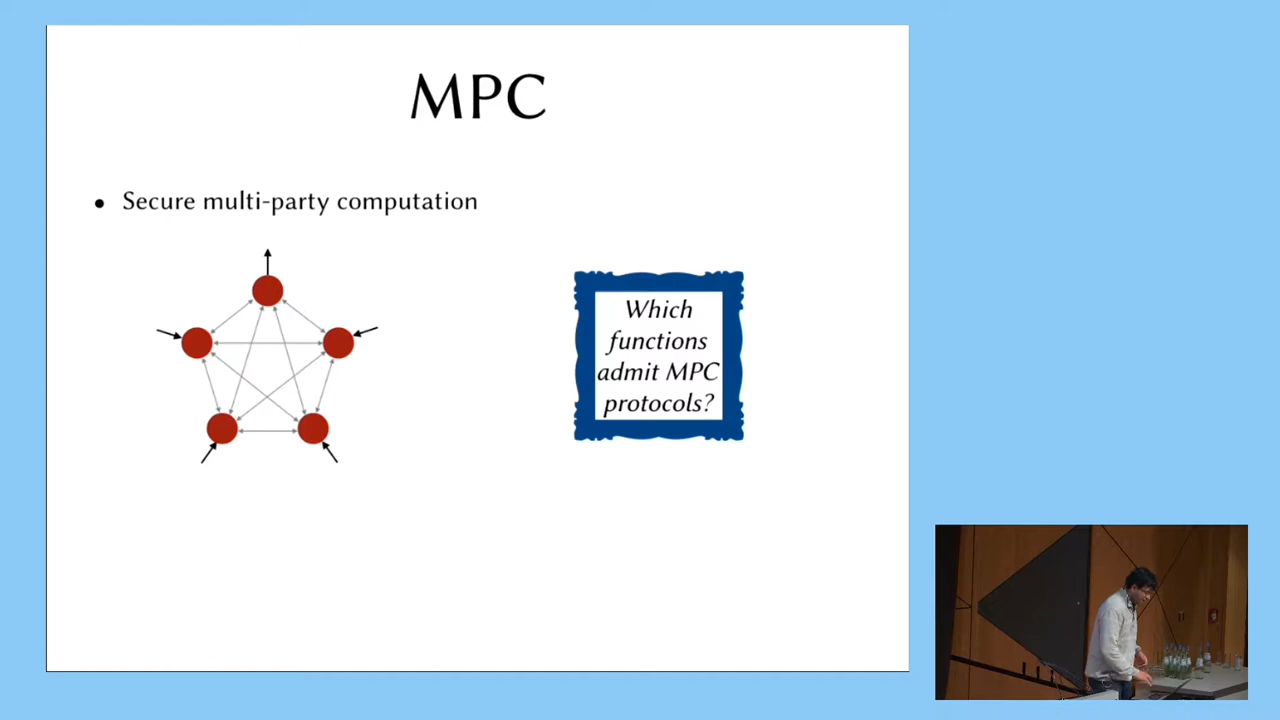 MPC
• Secure multi-party computation
Which
functions
admit MPC
protocols?